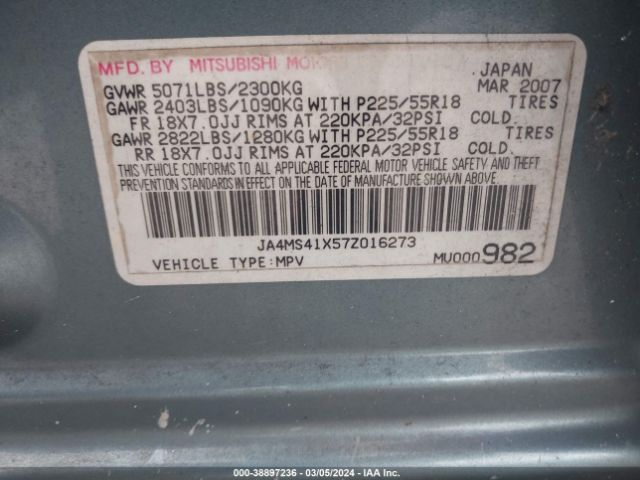 MFD. BY MITSUBISHI MOTORS JAPAN
GVWR 5071LBS/2300KG MAR 2007
GAWR 2403LBS/1090KG WITH P225/55R18 TIRES
FR 18X7.0JJ RIMS AT 220KPA/32PSI COLD.
GAWR 2822LBS/1280KG WITH P225/55R18 TIRES
RR 18X7.0JJ RIMS AT 220KPA/32PSI COLD.
THIS VEHICLE CONFORMS TO ALL APPLICABLE FEDERAL MOTOR VEHICLE SAFETY AND THEFT
PREVENTION STANDARDS IN EFFECT ON THE DATE OF MANUFACTURE SHOWN ABOVE.
JA4MS41X57Z016273
VEHICLE TYPE:MPV MV000982
000-38897236 - 03/05/2024 - IAA Inc.